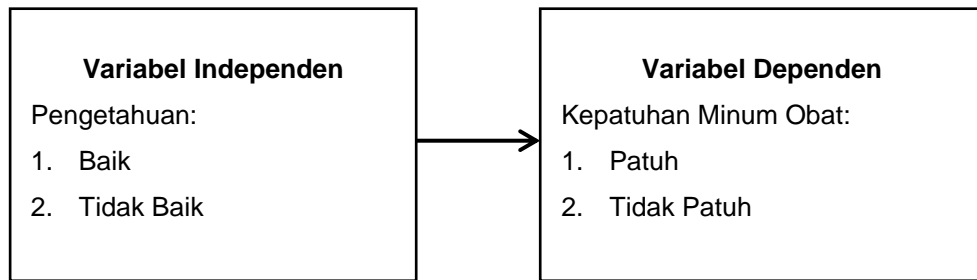 Variabel Independen
Pengetahuan:
1. Baik
2. Tidak Baik
Variabel Dependen
Kepatuhan Minum Obat:
1. Patuh
2. Tidak Patuh